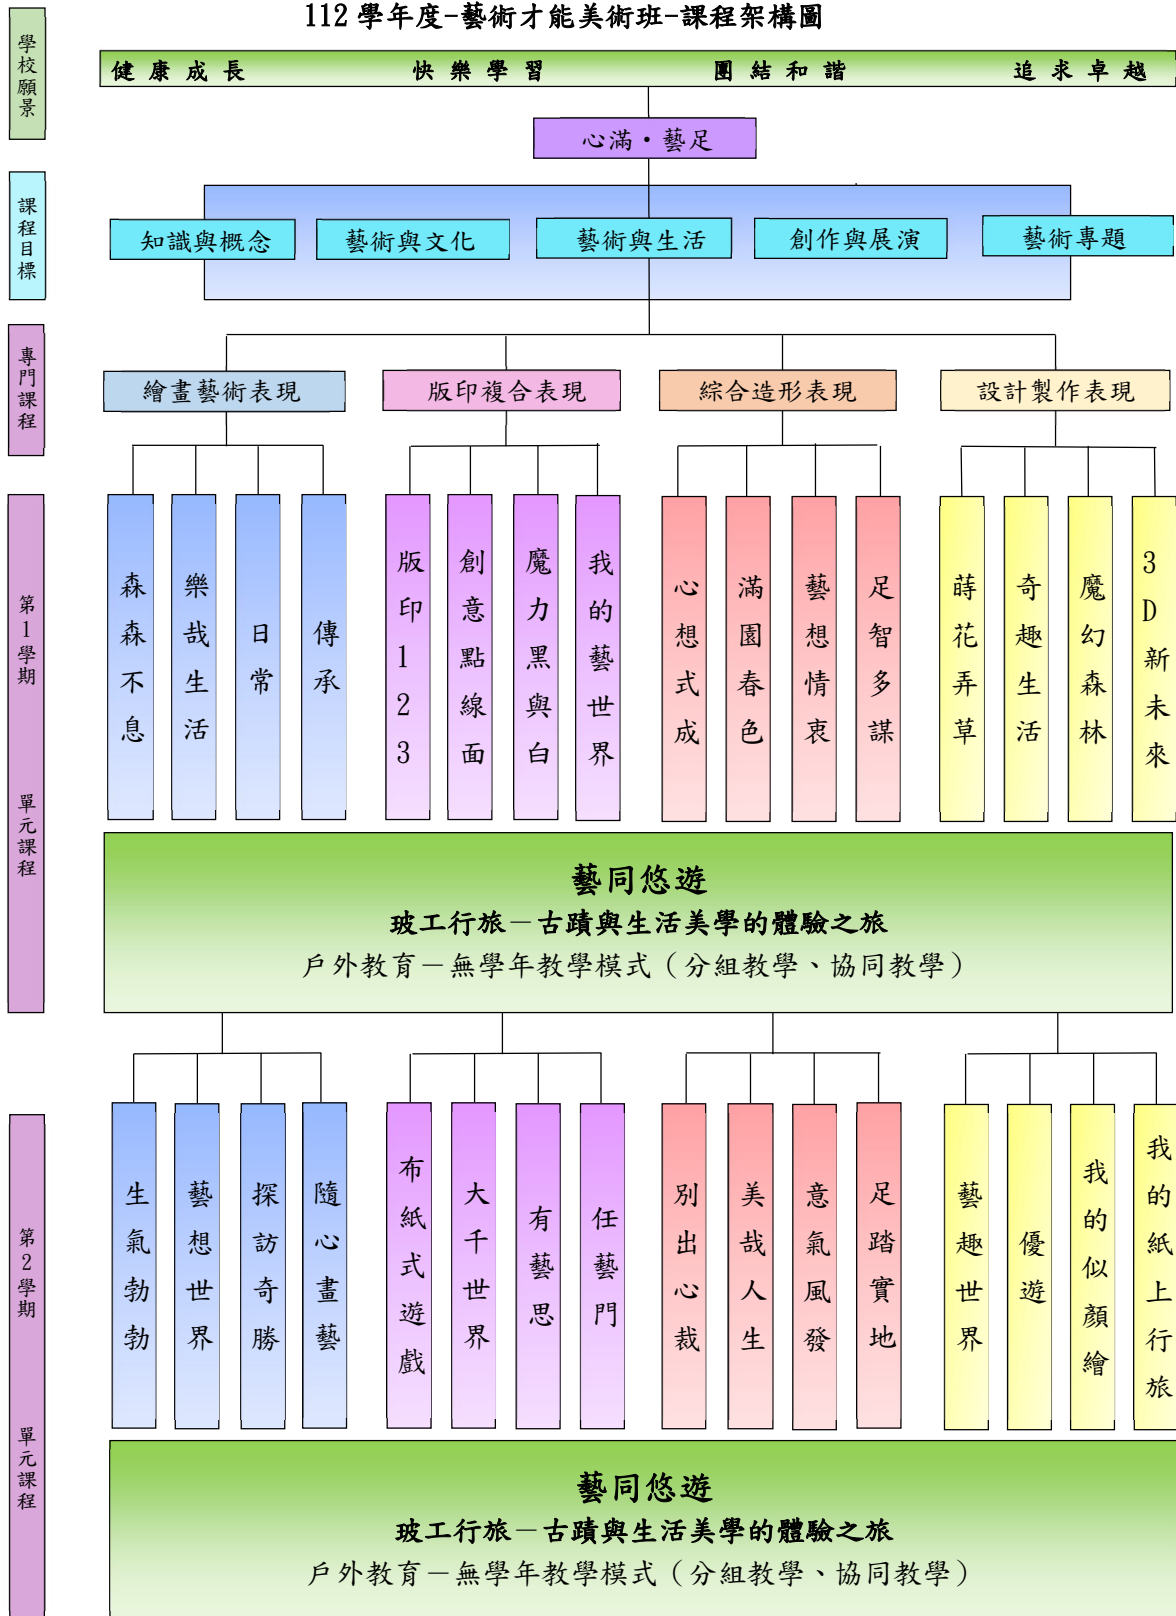 112學年度-藝術才能美術班-課程架構圖
學校願景
健康成長 快樂學習 團結和諧 追求卓越
心滿·藝足
課程目標
知識與概念 藝術與文化 藝術與生活 創作與展演 藝術專題
專門課程
繪畫藝術表現 版印複合表現 綜合造形表現 設計製作表現
第1學期 單元課程
森森不息
樂哉生活
日常
傳承
版印123
創意點線面
魔力黑與白
我的藝世界
心想式成
滿園春色
藝想情衷
足智多謀
蒔花弄草
奇趣生活
魔幻森林
3D新未來
藝同悠遊
玻工行旅－古蹟與生活美學的體驗之旅
戶外教育－無學年教學模式（分組教學、協同教學）
第2學期 單元課程
生氣勃勃
藝想世界
探訪奇勝
隨心畫藝
布紙式遊戲
大千世界
有藝思
任藝門
別出心裁
美哉人生
意氣風發
足踏實地
藝趣世界
優遊
我的似顏繪
我的紙上行旅
藝同悠遊
玻工行旅－古蹟與生活美學的體驗之旅
戶外教育－無學年教學模式（分組教學、協同教學）